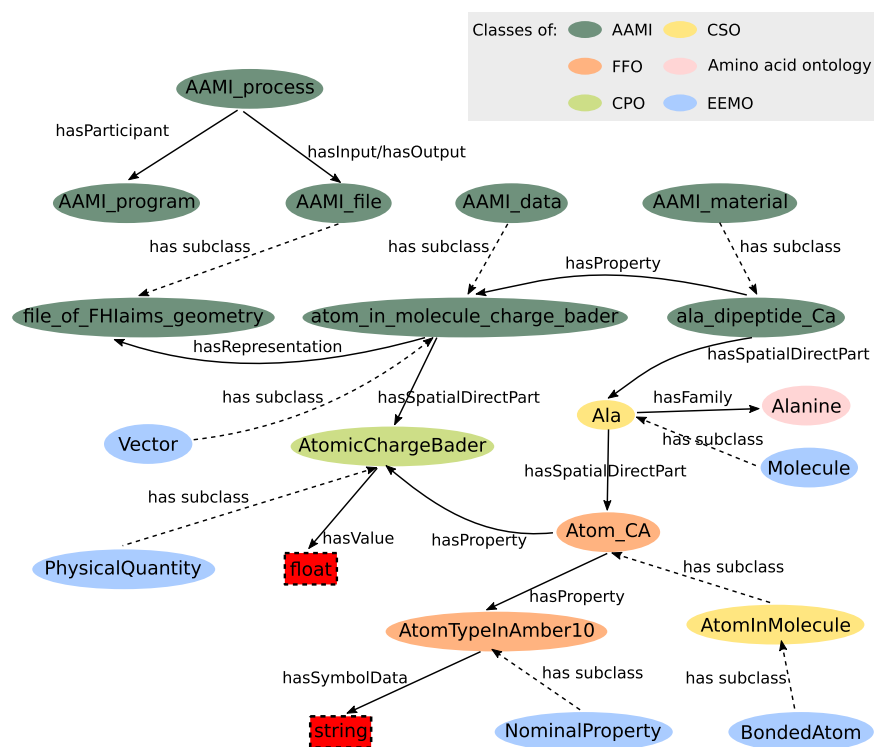 Classes of:
AAMI
CSO
FFO
Amino acid ontology
CPO
EEMO
AAMI_process
hasParticipant
hasInput/hasOutput
AAMI_program
AAMI_file
AAMI_data
AAMI_material
has subclass
has subclass
has subclass
hasProperty
file_of_FHIaims_geometry
atom_in_molecule_charge_bader
ala_dipeptide_Ca
hasRepresentation
hasSpatialDirectPart
has subclass
hasSpatialDirectPart
hasFamily
Ala
Alanine
Vector
AtomicChargeBader
has subclass
Molecule
hasSpatialDirectPart
has subclass
hasValue
hasProperty
Atom_CA
PhysicalQuantity
float
has subclass
hasProperty
AtomTypeInAmber10
AtomInMolecule
hasSymbolData
has subclass
has subclass
string
NominalProperty
BondedAtom